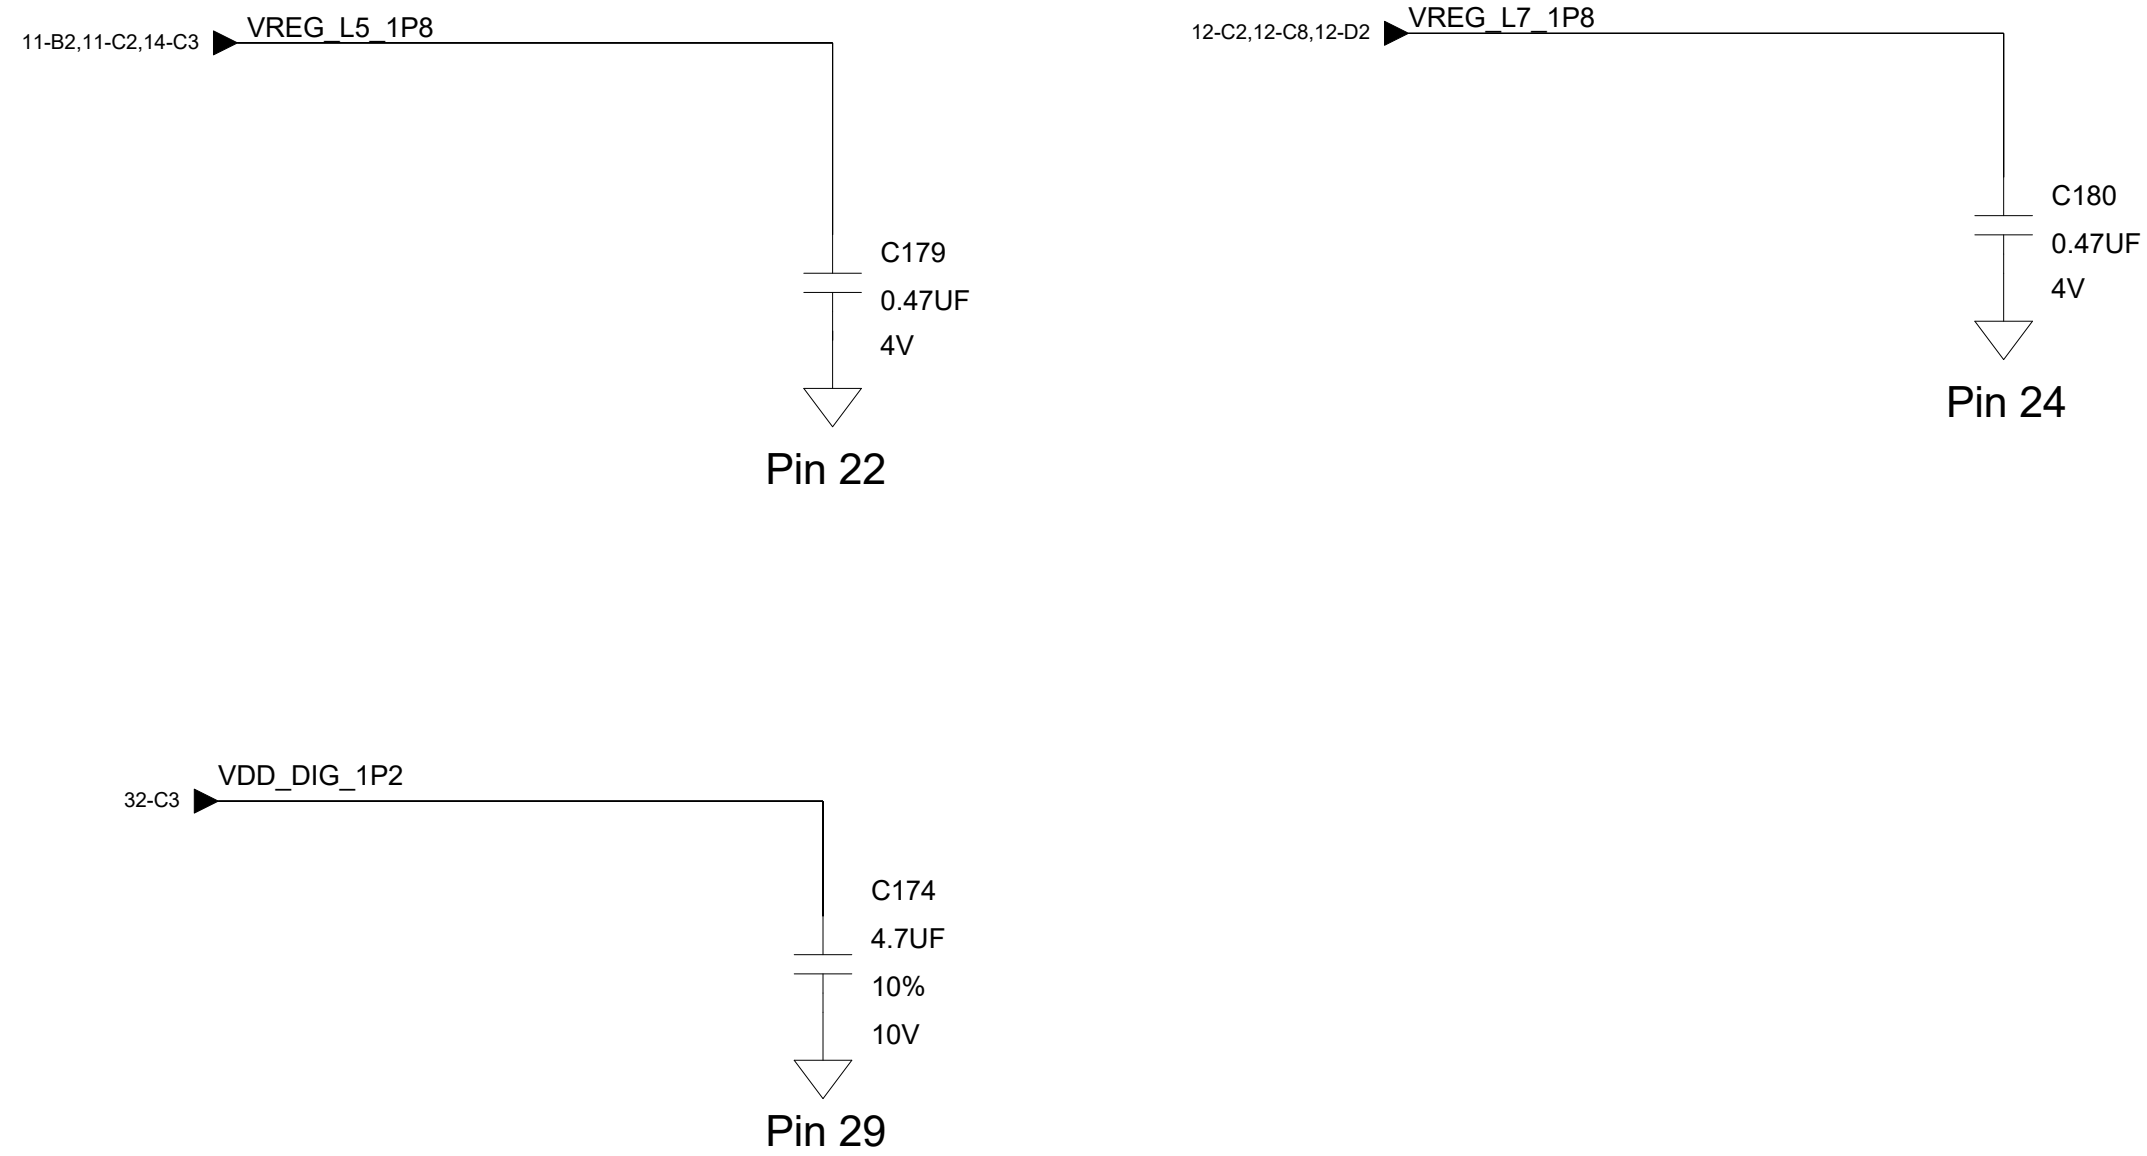 VREG_L5_1P8
11-B2,11-C2,14-C3
C179
0.47UF
4V
Pin 22
VREG_L7_1P8
12-C2,12-C8,12-D2
C180
0.47UF
4V
Pin 24
VDD_DIG_1P2
32-C3
C174
4.7UF
10%
10V
Pin 29